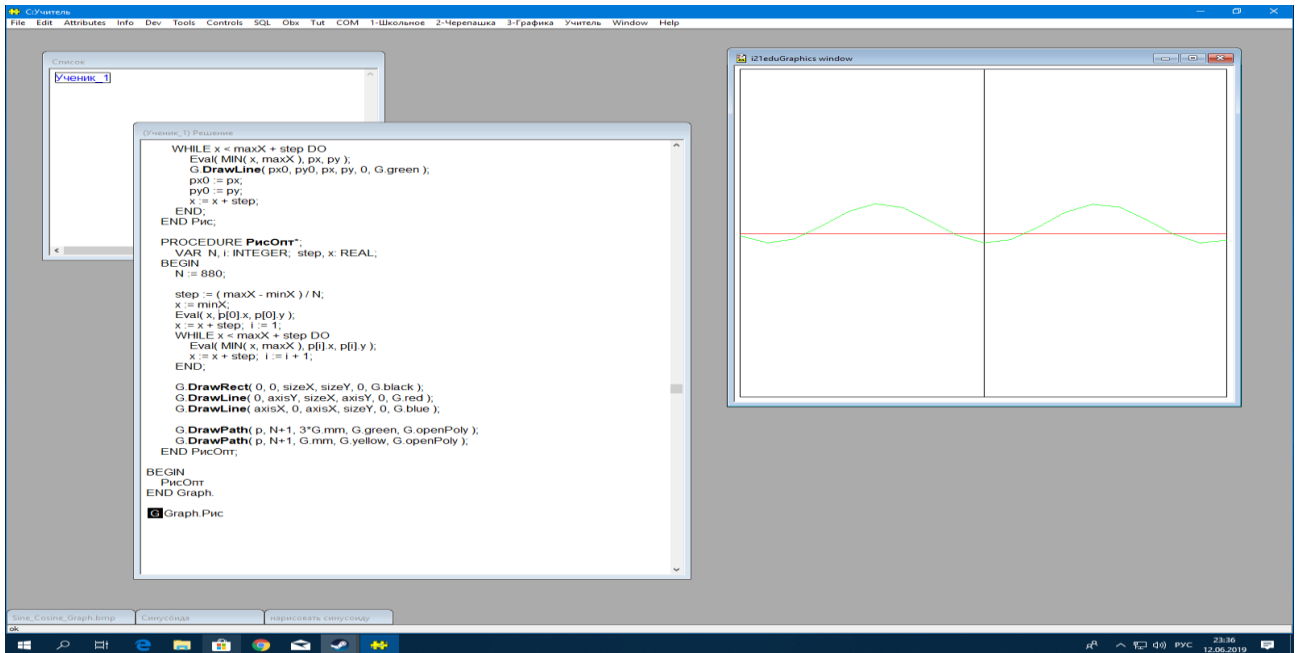 С:Учитель
File Edit Attributes Info Dev Tools Controls SQL Obx Tut COM 1-Школьное 2-Черепашка 3-Графика Учитель Window Help
Список
Ученик_1
(Ученик_1) Решение
WHILE x < maxX + step DO
Eval( MIN( x, maxX ), px, py );
G.DrawLine( px0, py0, px, py, 0, G.green );
px0 := px;
py0 := py;
x := x + step;
END;
END Рис;
PROCEDURE РисОпт*;
VAR N, i: INTEGER; step, x: REAL;
BEGIN
N := 880;
step := ( maxX - minX ) / N;
x := minX;
Eval( x, p[0].x, p[0].y );
x := x + step; i := 1;
WHILE x < maxX + step DO
Eval( MIN( x, maxX ), p[i].x, p[i].y );
x := x + step; i := i + 1;
END;
G.DrawRect( 0, 0, sizeX, sizeY, 0, G.black );
G.DrawLine( 0, axisY, sizeX, axisY, 0, G.red );
G.DrawLine( axisX, 0, axisX, sizeY, 0, G.blue );
G.DrawPath( p, N+1, 3*G.mm, G.green, G.openPoly );
G.DrawPath( p, N+1, G.mm, G.yellow, G.openPoly );
END РисОпт;
BEGIN
РисОпт
END Graph.
G Graph.Рис
i21eduGraphics window
Sine_Cosine_Graph.bmp
Синусóида
нарисовать синусоиду
ok
РУС
23:36
12.06.2019